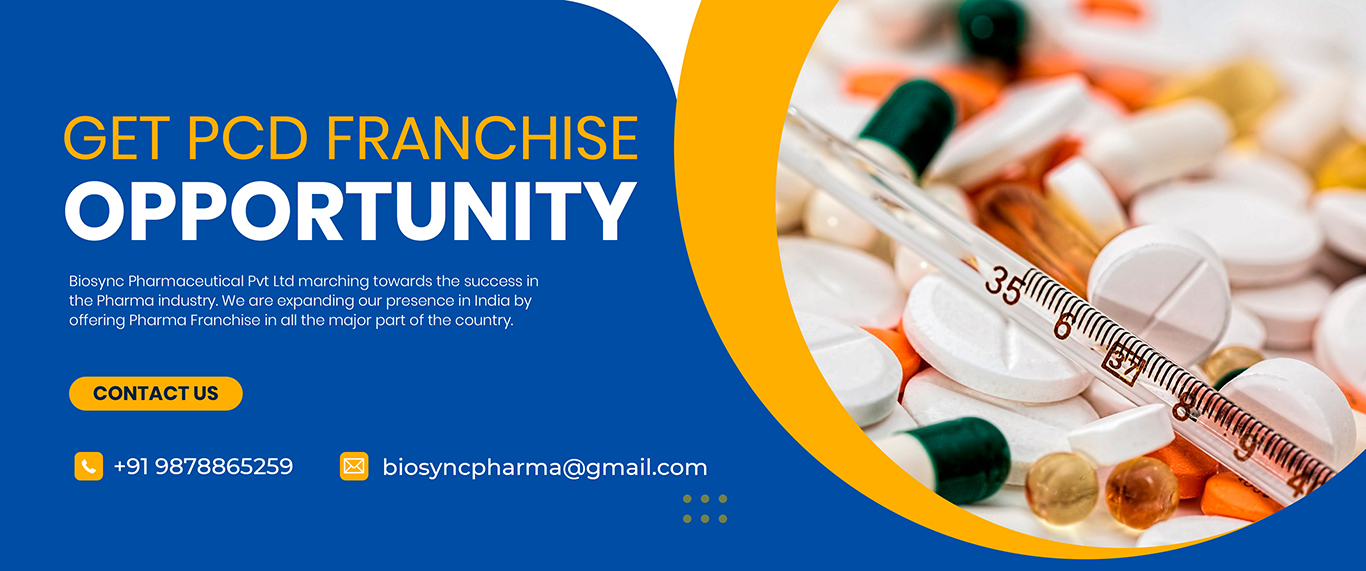 GET PCD FRANCHISE
OPPORTUNITY
Biosync Pharmaceutical Pvt Ltd marching towards the success in
the Pharma industry. We are expanding our presence in India by
offering Pharma Franchise in all the major part of the country.
CONTACT US
+91 9878865259
biosyncpharma@gmail.com
35
6
37
8
9
4